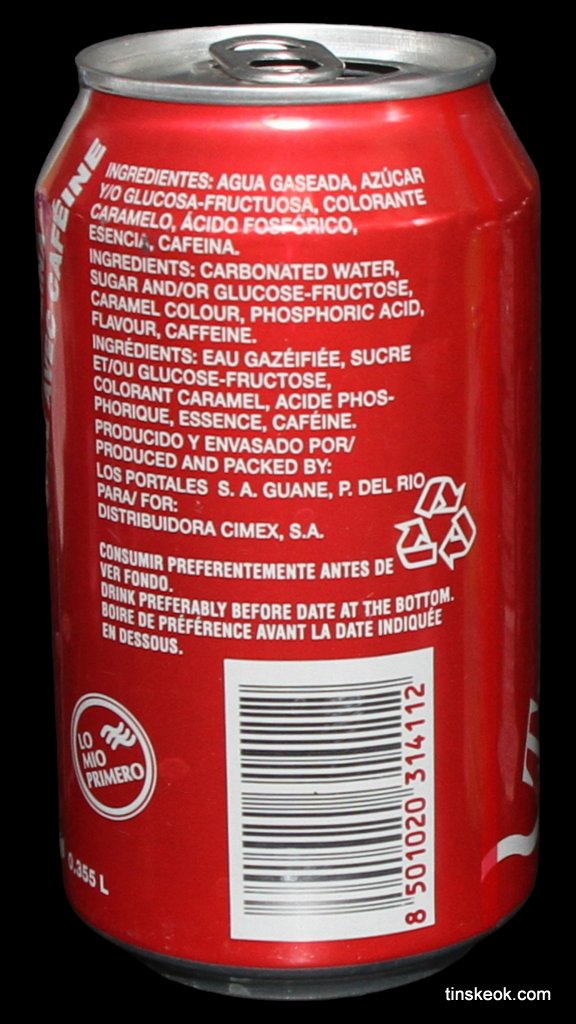 AVEC CAFÉINE
INGREDIENTES: AGUA GASEADA, AZÚCAR
Y/O GLUCOSA-FRUCTUOSA, COLORANTE
CARAMELO, ÁCIDO FOSFÓRICO,
ESENCIA, CAFEINA.
INGREDIENTS: CARBONATED WATER,
SUGAR AND/OR GLUCOSE-FRUCTOSE,
CARAMEL COLOUR, PHOSPHORIC ACID,
FLAVOUR, CAFFEINE.
INGRÉDIENTS: EAU GAZÉIFIÉE, SUCRE
ET/OU GLUCOSE-FRUCTOSE,
COLORANT CARAMEL, ACIDE PHOS-
PHORIQUE, ESSENCE, CAFÉINE.
PRODUCIDO Y ENVASADO POR/
PRODUCED AND PACKED BY:
LOS PORTALES S. A. GUANE, P. DEL RIO
PARA/ FOR:
DISTRIBUIDORA CIMEX, S.A.
CONSUMIR PREFERENTEMENTE ANTES DE
VER FONDO.
DRINK PREFERABLY BEFORE DATE AT THE BOTTOM.
BOIRE DE PRÉFÉRENCE AVANT LA DATE INDIQUÉE
EN DESSOUS.
LO
MIO
PRIMERO
8 501020 314112
0,355 L
tinskeok.com